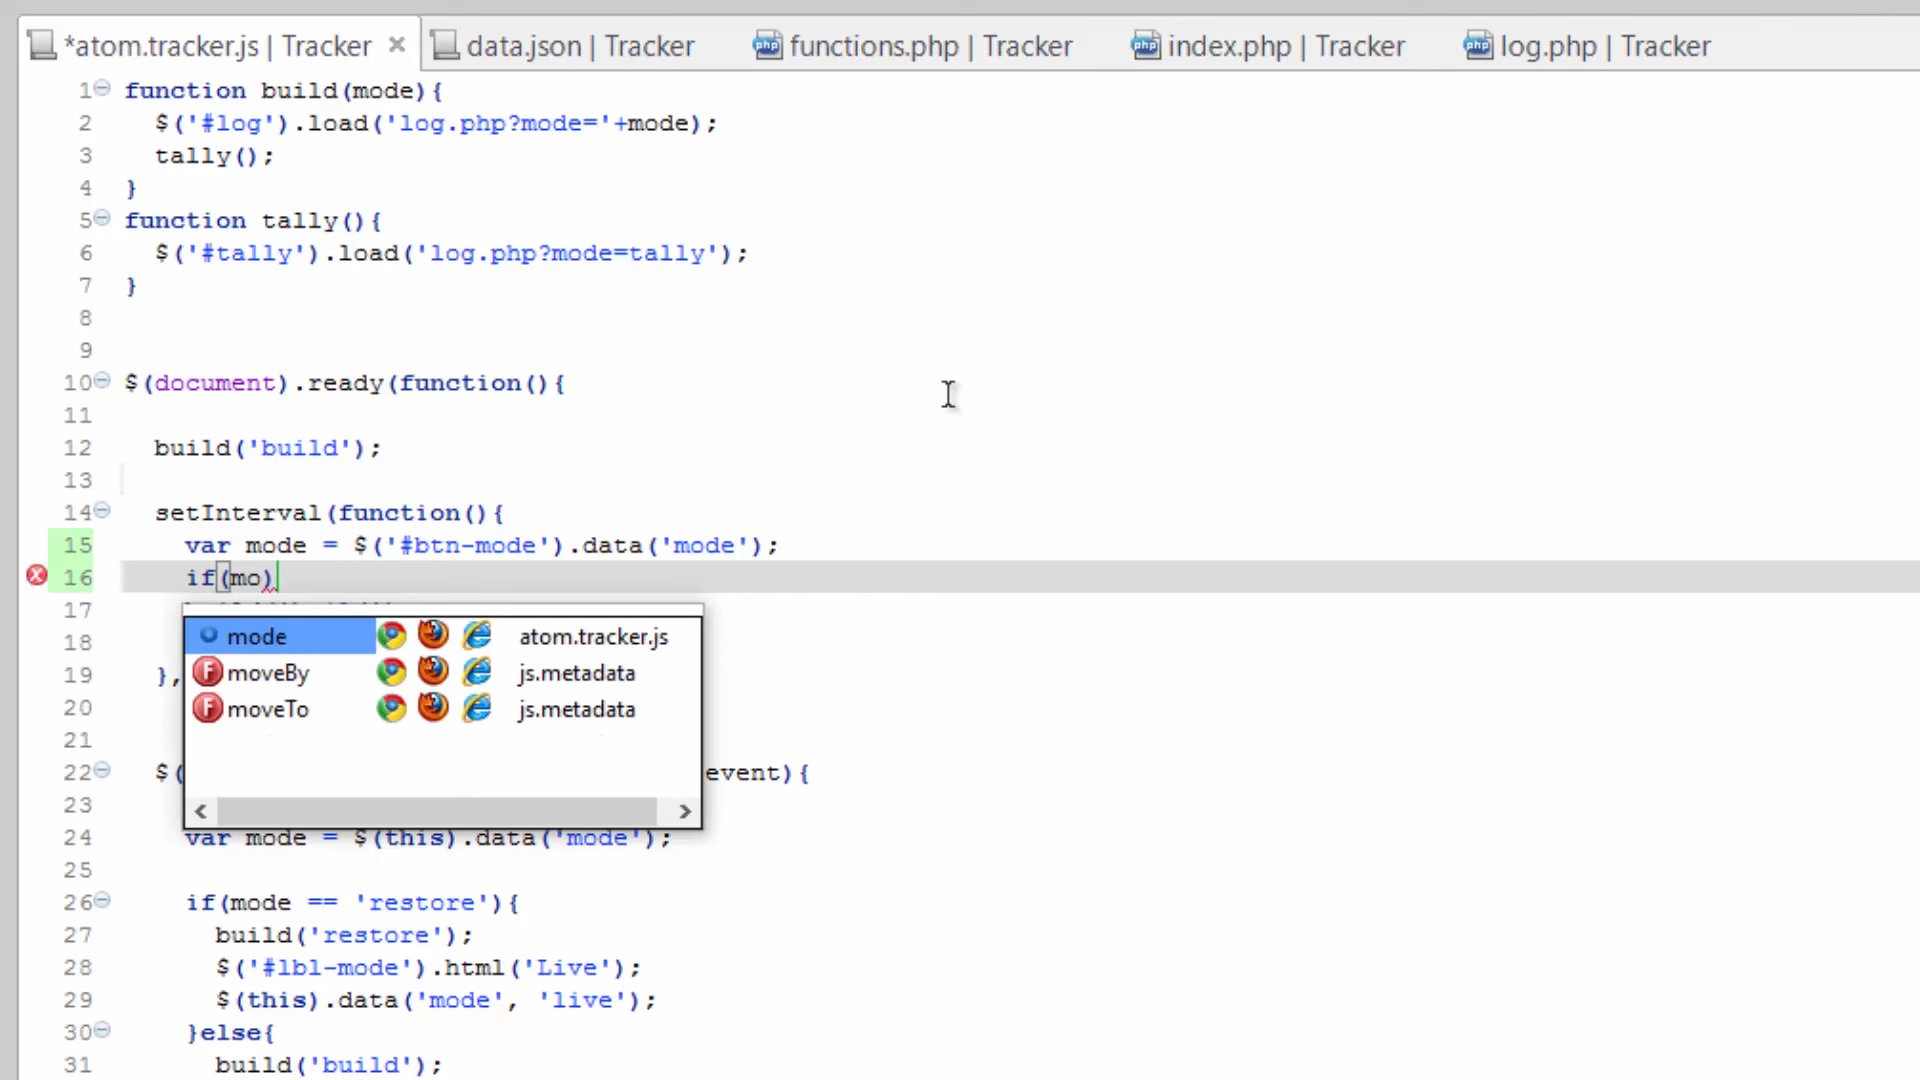 *atom.tracker.js | Tracker
data.json | Tracker
functions.php | Tracker
index.php | Tracker
log.php | Tracker
1 function build(mode){
2 $('#log').load('log.php?mode='+mode);
3 tally();
4 }
5 function tally(){
6 $('#tally').load('log.php?mode=tally');
7 }
8
9
10 $(document).ready(function(){
11
12 build('build');
13
14 setInterval(function(){
15 var mode = $('#btn-mode').data('mode');
16 if(mo)
17
mode atom.tracker.js
18
moveBy js.metadata
19 },
moveTo js.metadata
20
21
22 $( event){
23
24 var mode = $(this).data('mode');
25
26 if(mode == 'restore'){
27 build('restore');
28 $('#lbl-mode').html('Live');
29 $(this).data('mode', 'live');
30 }else{
31 build('build');